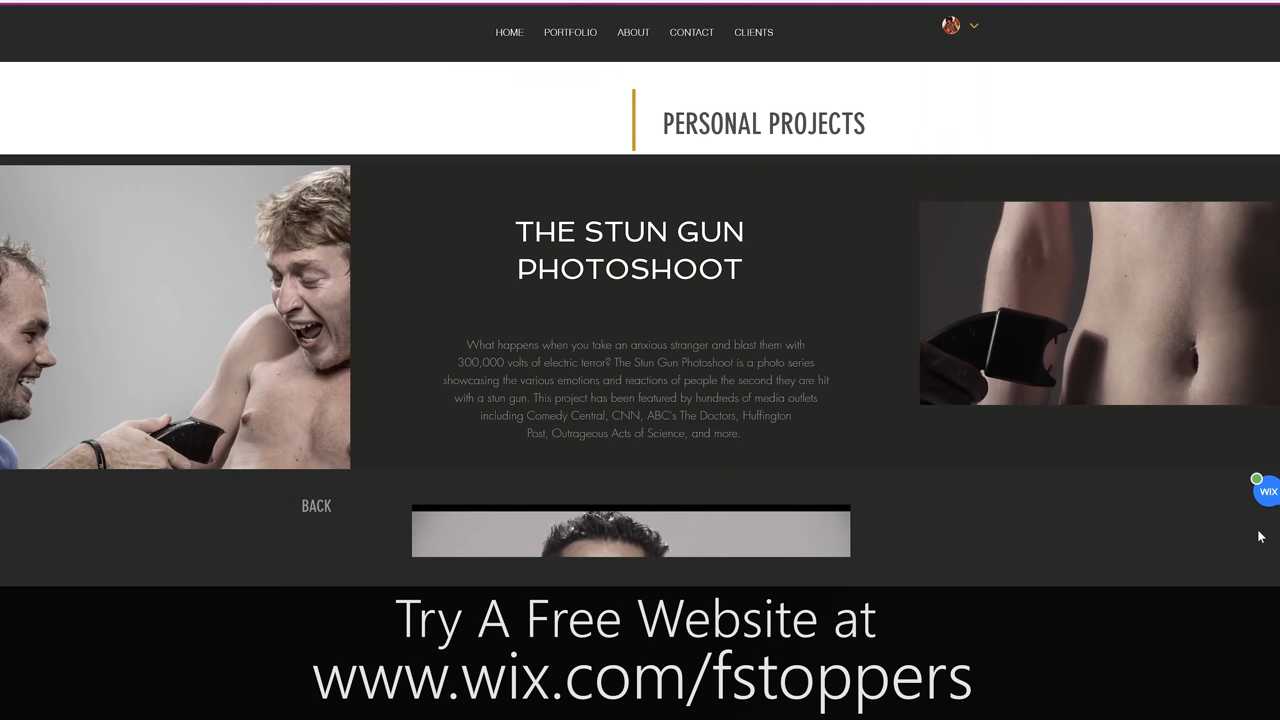 HOME PORTFOLIO ABOUT CONTACT CLIENTS
PERSONAL PROJECTS
THE STUN GUN
PHOTOSHOOT
What happens when you take an anxious stranger and blast them with
300,000 volts of electric terror? The Stun Gun Photoshoot is a photo series
showcasing the various emotions and reactions of people the second they are hit
with a stun gun. This project has been featured by hundreds of media outlets
including Comedy Central, CNN, ABC's The Doctors, Huffington
Post, Outrageous Acts of Science, and more.
WiX
BACK
Try A Free Website at
www.wix.com/fstoppers